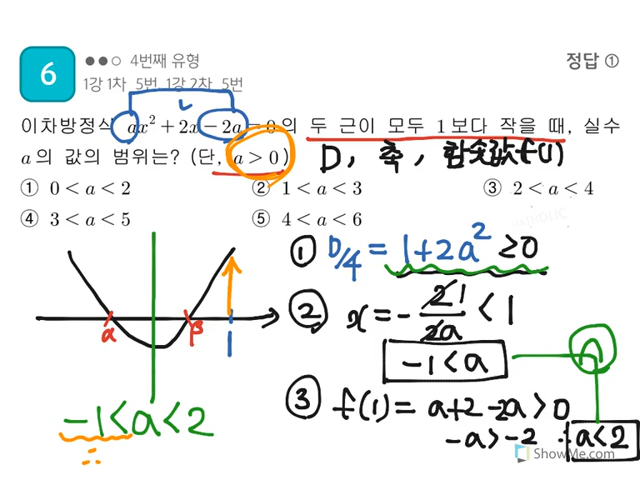 6
●●○ 4번째 유형
1강 1차 5번 1강 2차 5번
정답 ①
이차방정식 ax² + 2x − 2a = 0의 두 근이 모두 1보다 작을 때, 실수
a의 값의 범위는? (단, a > 0)
D, 축, 함숫값 f(1)
① 0 < a < 2
② 1 < a < 3
③ 2 < a < 4
④ 3 < a < 5
⑤ 4 < a < 6
① D/4 = 1+2a² ≥0
② x = - 2/2a < 1
1
-1 < a
③ f(1) = a+2-2a > 0
-a > -2 ∴ a < 2
α β 1
-1 < a < 2
∴
ShowMe.com